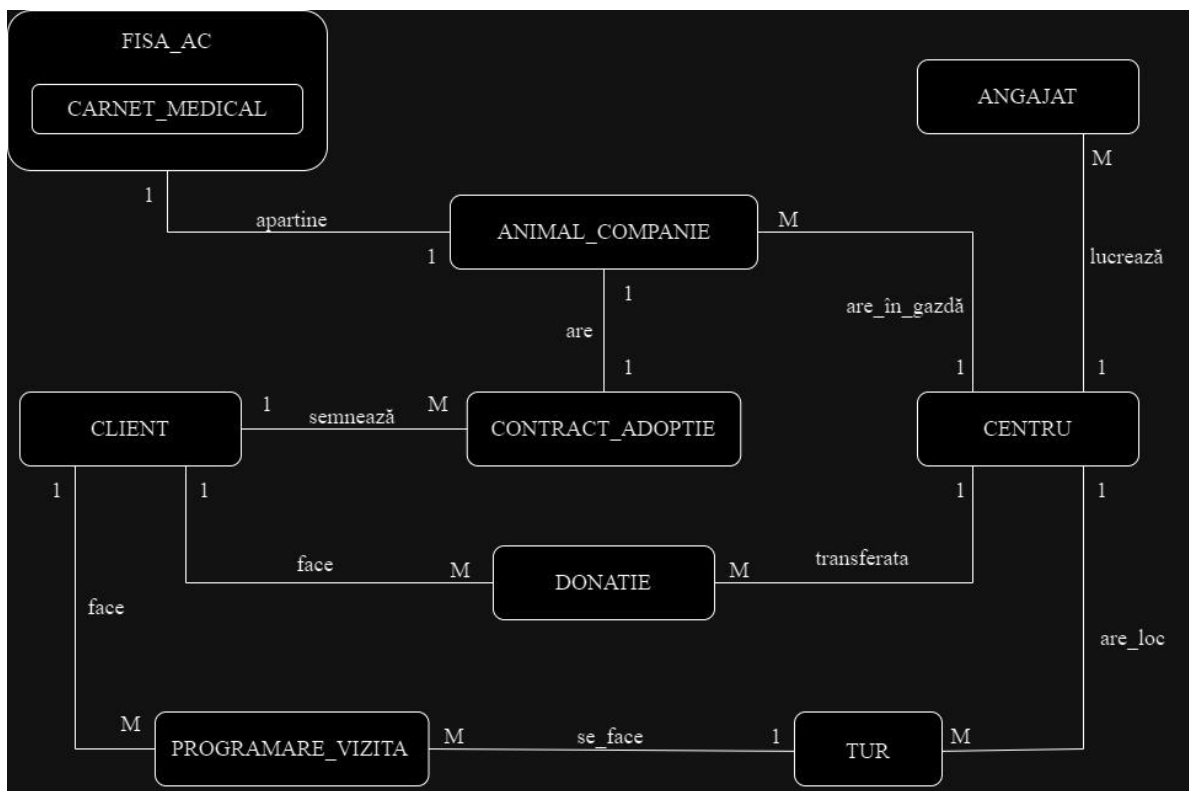 FISA_AC
CARNET_MEDICAL
ANGAJAT
1
M
apartine
ANIMAL_COMPANIE
M
1
lucrează
1
are_în_gazdă
are
1
1
1
1
M
semnează
CLIENT
CONTRACT_ADOPTIE
CENTRU
1
1
1
1
face
M
DONATIE
M
transferata
face
are_loc
M
PROGRAMARE_VIZITA
M
se_face
1
TUR
M